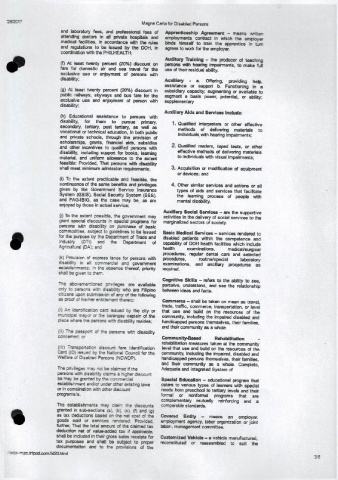 2/8/2017
Magna Carta for Disabled Persons
and laboratory fees, and professional fees of
attending doctors in all private hospitals and
medical facilities, in accordance with the rules
and regulations to be issued by the DOH, in
coordination with the PHILHEALTH;
(f) At least twenty percent (20%) discount on
fare for domestic air and sea travel for the
exclusive use or enjoyment of persons with
disability;
(g) At least twenty percent (20%) discount in
public railways, skyways and bus fare for the
exclusive use and enjoyment of person with
disability;
(h) Educational assistance to persons with
disability, for them to pursue primary,
secondary, tertiary, post tertiary, as well as
vocational or technical education, in both public
and private schools, through the provision of
scholarships, grants, financial aids, subsidies
and other incentives to qualified persons with
disability, including support for books, learning
material, and uniform allowance to the extent
feasible: Provided, That persons with disability
shall meet minimum admission requirements;
(i) To the extent practicable and feasible, the
continuance of the same benefits and privileges
given by the Government Service Insurance
System (GSIS), Social Security System (SSS),
and PAG-IBIG, as the case may be, as are
enjoyed by those in actual service;
(j) To the extent possible, the government may
grant special discounts in special programs for
persons with disability on purchase of basic
commodities, subject to guidelines to be issued
for the purpose by the Department of Trade and
Industry (DTI) and the Department of
Agricultural (DA); and
(k) Provision of express lanes for persons with
disability in all commercial and government
establishments; in the absence thereof, priority
shall be given to them.
The abovementioned privileges are available
only to persons with disability who are Filipino
citizens upon submission of any of the following
as proof of his/her entitlement thereto:
(i) An identification card issued by the city or
municipal mayor or the barangay captain of the
place where the persons with disability resides;
(ii) The passport of the persons with disability
concerned; or
(iii) Transportation discount fare Identification
Card (ID) issued by the National Council for the
Welfare of Disabled Persons (NCWDP).
The privileges may not be claimed if the
persons with disability claims a higher discount
as may be granted by the commercial
establishment and/or under other existing laws
or in combination with other discount
program/s.
The establishments may claim the discounts
granted in sub-sections (a), (b), (c), (f) and (g)
as tax deductions based on the net cost of the
goods sold or services rendered: Provided,
further, That the total amount of the claimed tax
deduction net of value-added tax if applicable,
shall be included in their gross sales receipts for
tax purposes and shall be subject to proper
documentation and to the provisions of the
Apprenticeship Agreement – means written
employments contract in which the employer
binds himself to train the apprentice in turn
agrees to work for the employer.
Auditory Training – the producer of teaching
persons with hearing impairments, to make full
use of their residual ability.
Auxiliary - a. Offering, providing help,
assistance or support b. Functioning in a
subsidiary capacity; augmenting or available to
augment a basic power, potential, or ability;
supplementary
Auxiliary Aids and Services include:
1. Qualified interpreters or other effective
methods of delivering materials to
individuals with hearing impairments;
2. Qualified readers, taped texts, or other
effective methods of delivering materials
to individuals with visual impairments;
3. Acquisition or modification of equipment
or devices; and
4. Other similar services and actions or all
types of aids and services that facilitate
the learning process of people with
mental disability.
Auxiliary Social Services – are the supportive
activities in the delivery of social services to the
marginalized sectors of society
Basic Medical Services – services rendered to
disabled patients within the competence and
capability of DOH health facilities which include
health examinations, medical/surgical
procedures, regular dental care and selected
procedures, routine/special laboratory
examinations, and ancillary procedures as
required.
Cognitive Skills – refers to the ability to see,
perceive, understand, and see the relationship
between ideas and facts.
Commerce – shall be taken on mean as travel,
trade, traffic, commerce, transportation, or level
that use and build on the resources of the
community, including the impaired disabled and
handicapped persons themselves, their families,
and their community as a whole.
Community-Based Rehabilitation –
rehabilitation measures taken at the community
level that use and build on the resources of the
community, including the impaired, disabled and
handicapped persons themselves, their families,
and their community as a whole. Complete,
Adequate and Integrated System of
Special Education – educational program that
caters to various types of learners with special
needs from preschool to tertiary levels and their
formal or nonformal programs that are
complementary mutually reinforcing and a
comparable standards.
Covered Entity – means an employer,
employment agency, labor organization or joint
labor, management committee.
Customized Vehicle – a vehicle manufactured,
reconstituted or reassembled to suit the
3/8